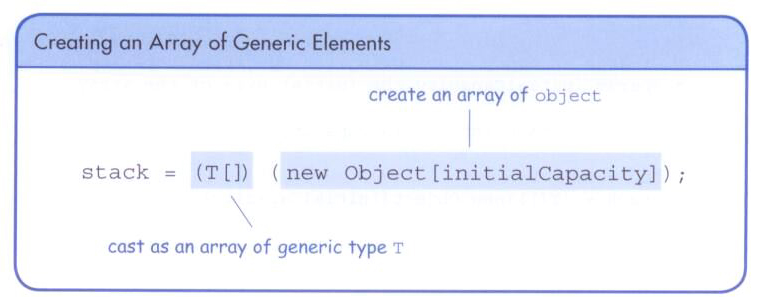 Creating an Array of Generic Elements
create an array of object
stack = (T[]) (new Object[initialCapacity]);
cast as an array of generic type T